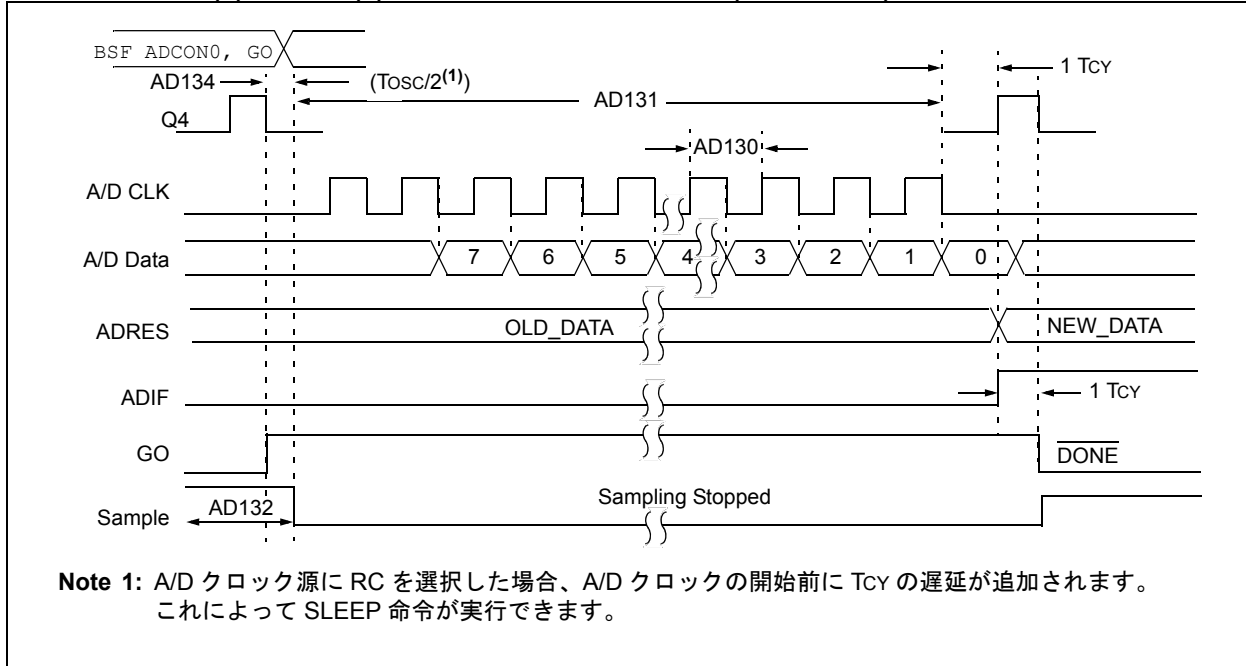 BSF ADCON0, GO
AD134
(TOSC/2(1))
1 TCY
AD131
Q4
AD130
A/D CLK
A/D Data
7
6
5
4
3
2
1
0
ADRES
OLD_DATA
NEW_DATA
ADIF
1 TCY
GO
DONE
Sample
AD132
Sampling Stopped
Note 1: A/D クロック源に RC を選択した場合、A/D クロックの開始前に TCY の遅延が追加されます。
これによって SLEEP 命令が実行できます。